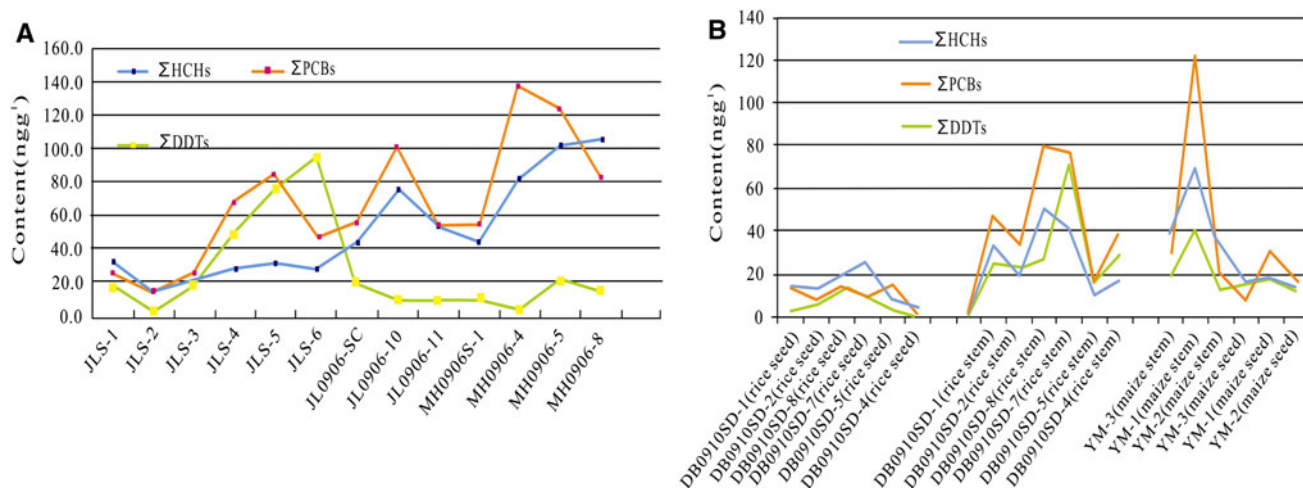 A
Content(ngg¹)
160.0
140.0
120.0
100.0
80.0
60.0
40.0
20.0
0.0
ΣHCHs
ΣPCBs
ΣDDTs
JLS-1
JLS-2
JLS-3
JLS-4
JLS-5
JLS-6
JL0906-SC
JL0906-10
JL0906-11
MH0906S-1
MH0906-4
MH0906-5
MH0906-8
B
Content(ngg¹)
140
120
100
80
60
40
20
0
ΣHCHs
ΣPCBs
ΣDDTs
DB0910SD-1(rice seed)
DB0910SD-2(rice seed)
DB0910SD-8(rice seed)
DB0910SD-7(rice seed)
DB0910SD-5(rice seed)
DB0910SD-4(rice seed)
DB0910SD-1(rice stem)
DB0910SD-2(rice stem)
DB0910SD-8(rice stem)
DB0910SD-7(rice stem)
DB0910SD-5(rice stem)
DB0910SD-4(rice stem)
YM-3(maize stem)
YM-1(maize stem)
YM-2(maize stem)
YM-3(maize seed)
YM-1(maize seed)
YM-2(maize seed)